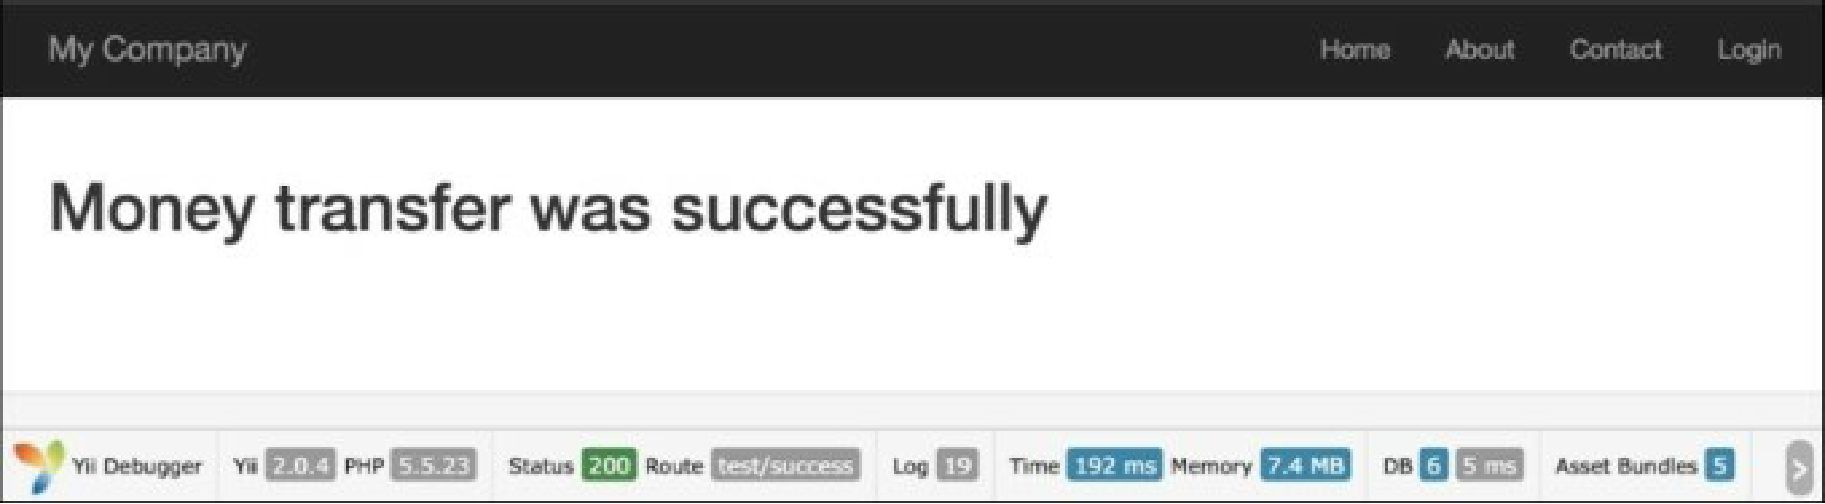 My Company Home About Contact Login
Money transfer was successfully
Yii Debugger Yii 2.0.4 PHP 5.5.23 Status 200 Route test/success Log 19 Time 192 ms Memory 7.4 MB DB 6 5 ms Asset Bundles 5 >